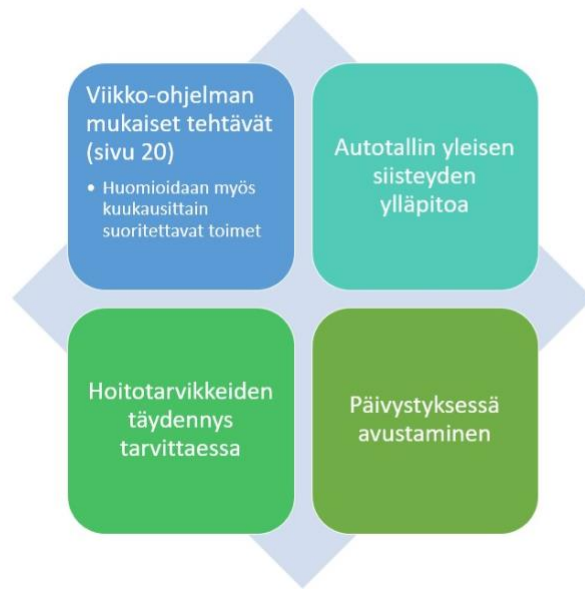 Viikko-ohjelman
mukaiset tehtävät
(sivu 20)
• Huomioidaan myös
kuukausittain
suoritettavat toimet
Autotallin yleisen
siisteyden
ylläpitoa
Hoitotarvikkeiden
täydennys
tarvittaessa
Päivystyksessä
avustaminen